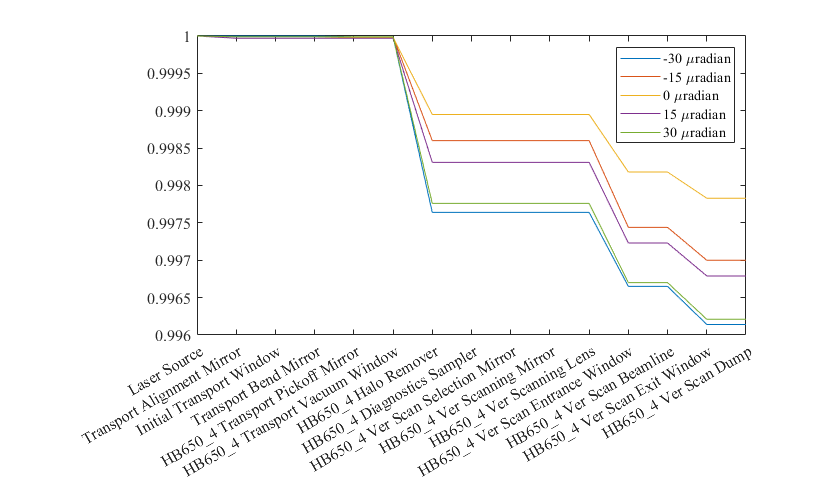 1
0.9995
0.999
0.9985
0.998
0.9975
0.997
0.9965
0.996
-30 μradian
-15 μradian
0 μradian
15 μradian
30 μradian
Laser Source
Transport Alignment Mirror
Initial Transport Window
Transport Bend Mirror
HB650_4 Transport Pickoff Mirror
HB650_4 Transport Vacuum Window
HB650_4 Halo Remover
HB650_4 Diagnostics Sampler
HB650_4 Ver Scan Selection Mirror
HB650_4 Ver Scanning Mirror
HB650_4 Ver Scanning Lens
HB650_4 Ver Scan Entrance Window
HB650_4 Ver Scan Beamline
HB650_4 Ver Scan Exit Window
HB650_4 Ver Scan Dump